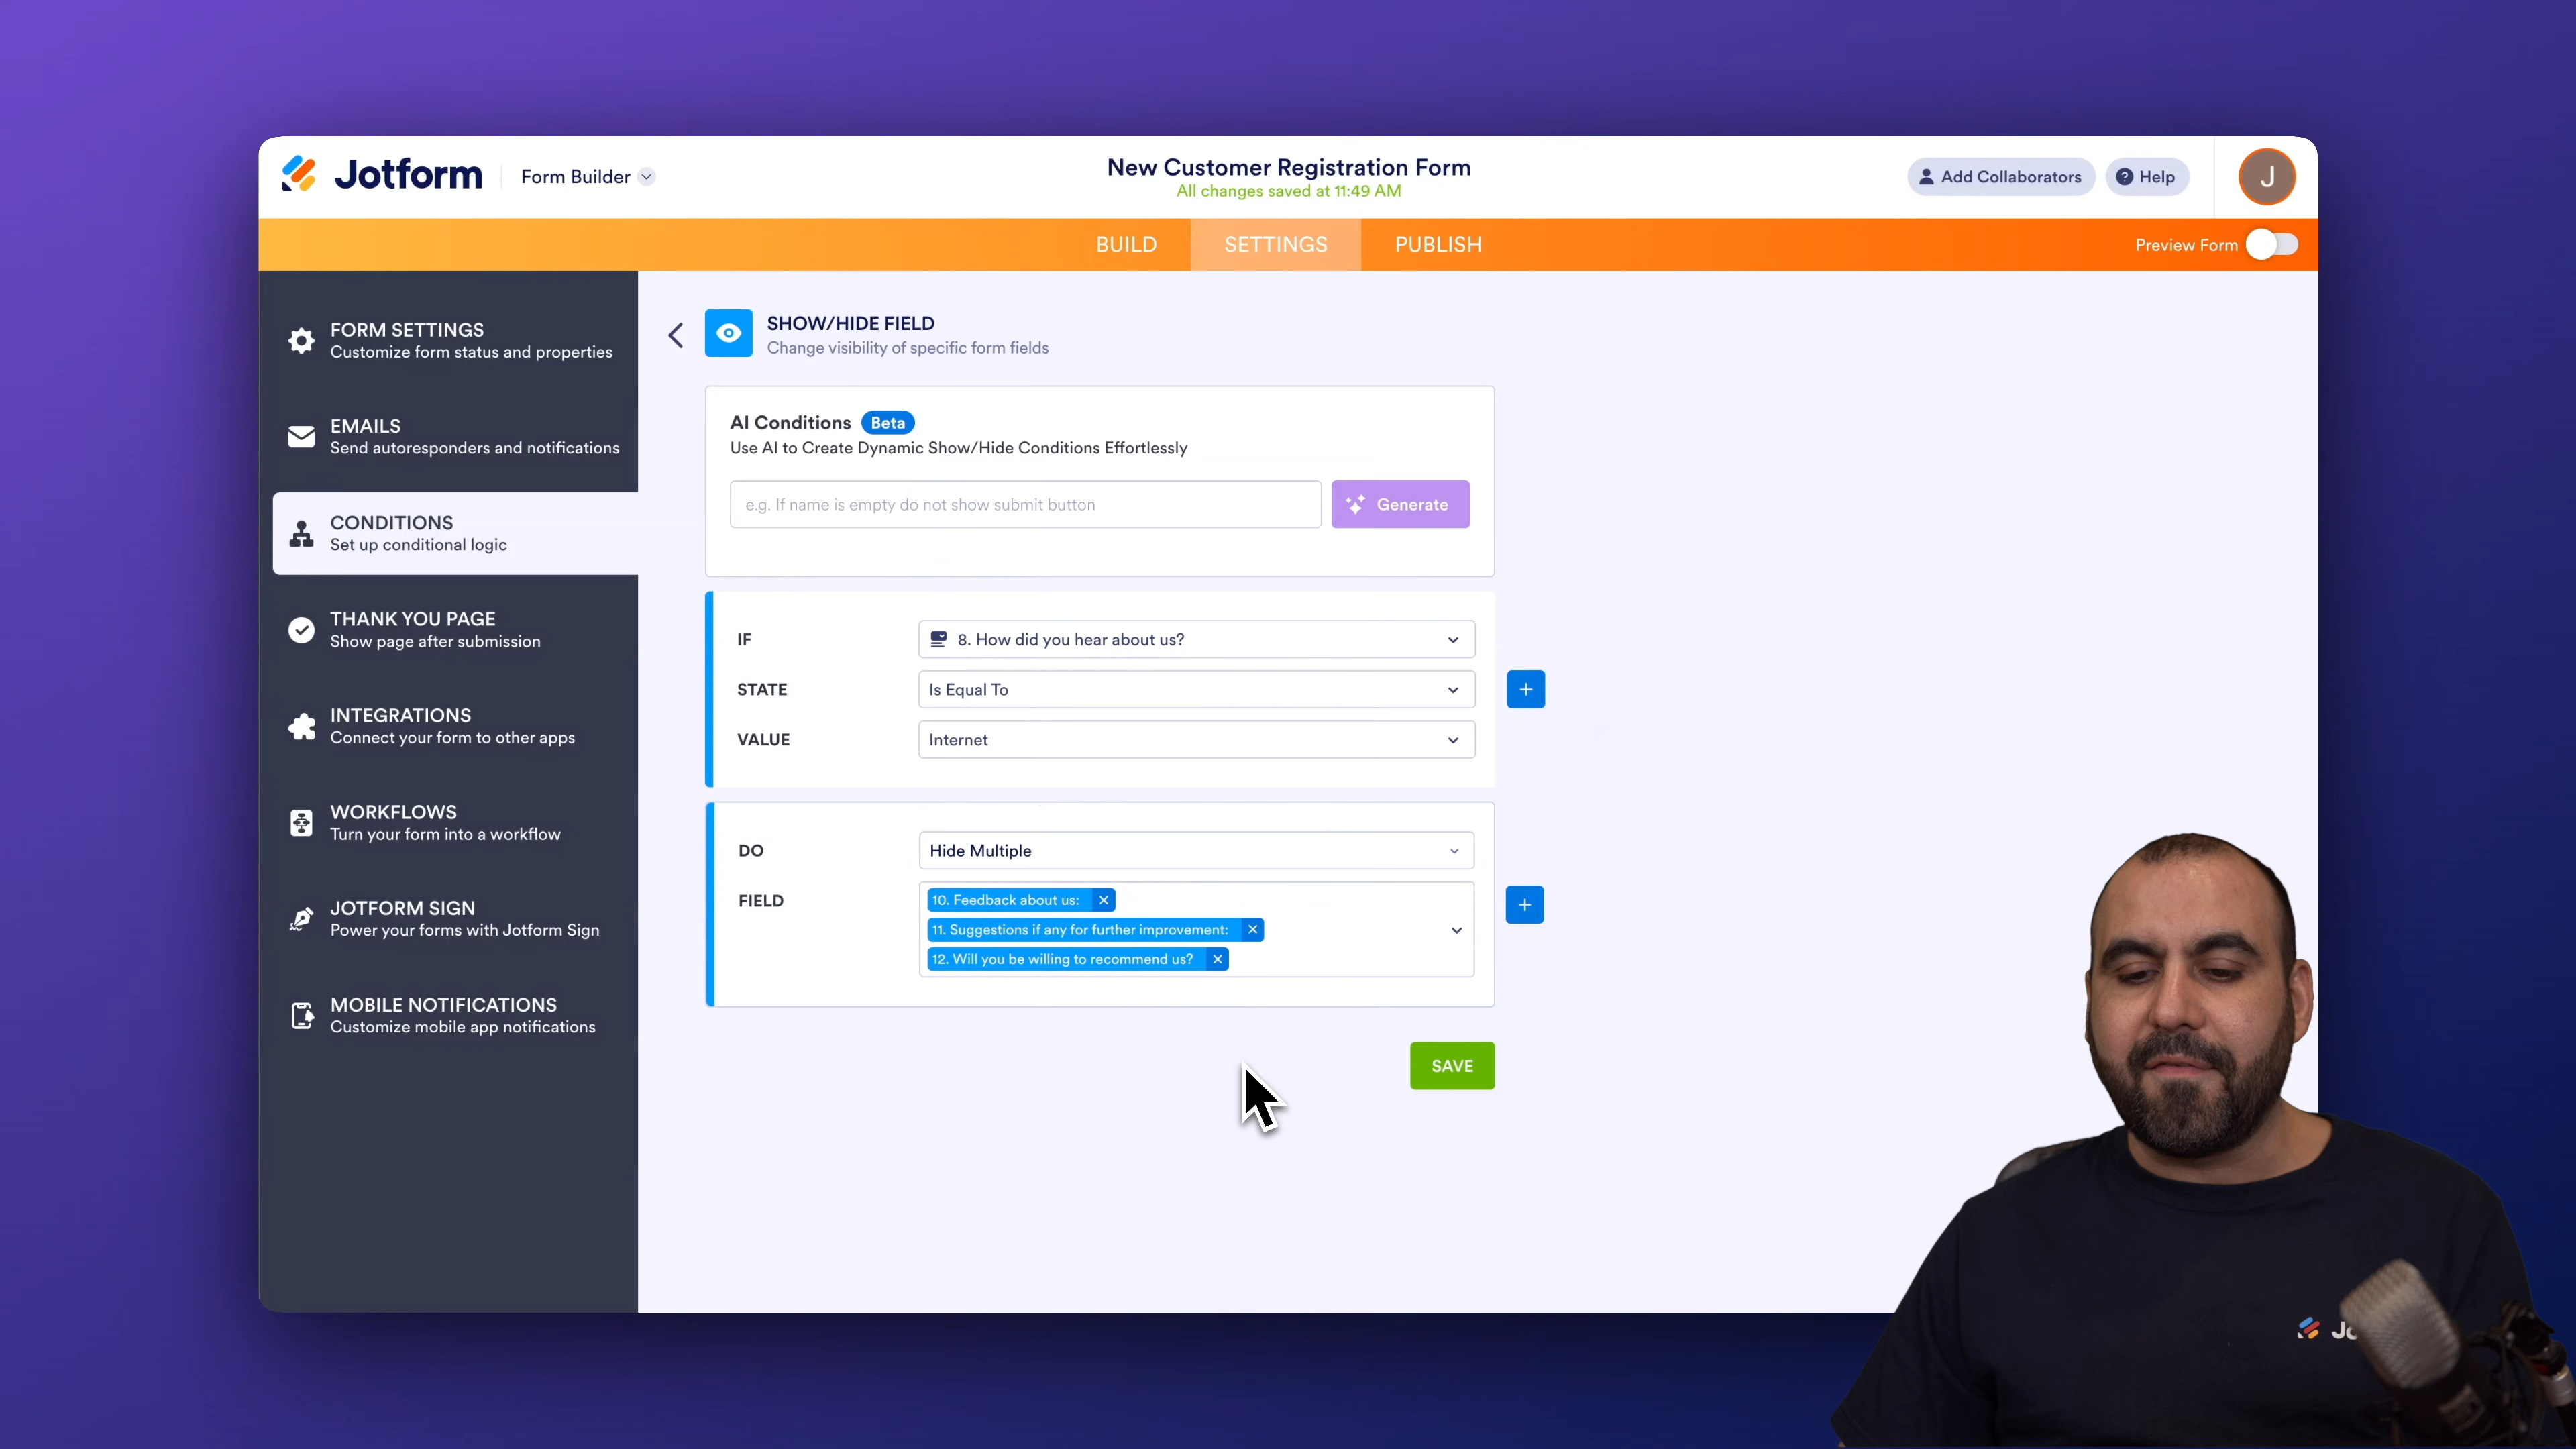 Jotform
Form Builder
New Customer Registration Form
All changes saved at 11:49 AM
Add Collaborators
Help
J
BUILD
SETTINGS
PUBLISH
Preview Form
FORM SETTINGS
Customize form status and properties
EMAILS
Send autoresponders and notifications
CONDITIONS
Set up conditional logic
THANK YOU PAGE
Show page after submission
INTEGRATIONS
Connect your form to other apps
WORKFLOWS
Turn your form into a workflow
JOTFORM SIGN
Power your forms with Jotform Sign
MOBILE NOTIFICATIONS
Customize mobile app notifications
SHOW/HIDE FIELD
Change visibility of specific form fields
AI Conditions Beta
Use AI to Create Dynamic Show/Hide Conditions Effortlessly
e.g. If name is empty do not show submit button
Generate
IF
8. How did you hear about us?
STATE
Is Equal To
VALUE
Internet
DO
Hide Multiple
FIELD
10. Feedback about us:
11. Suggestions if any for further improvement:
12. Will you be willing to recommend us?
SAVE